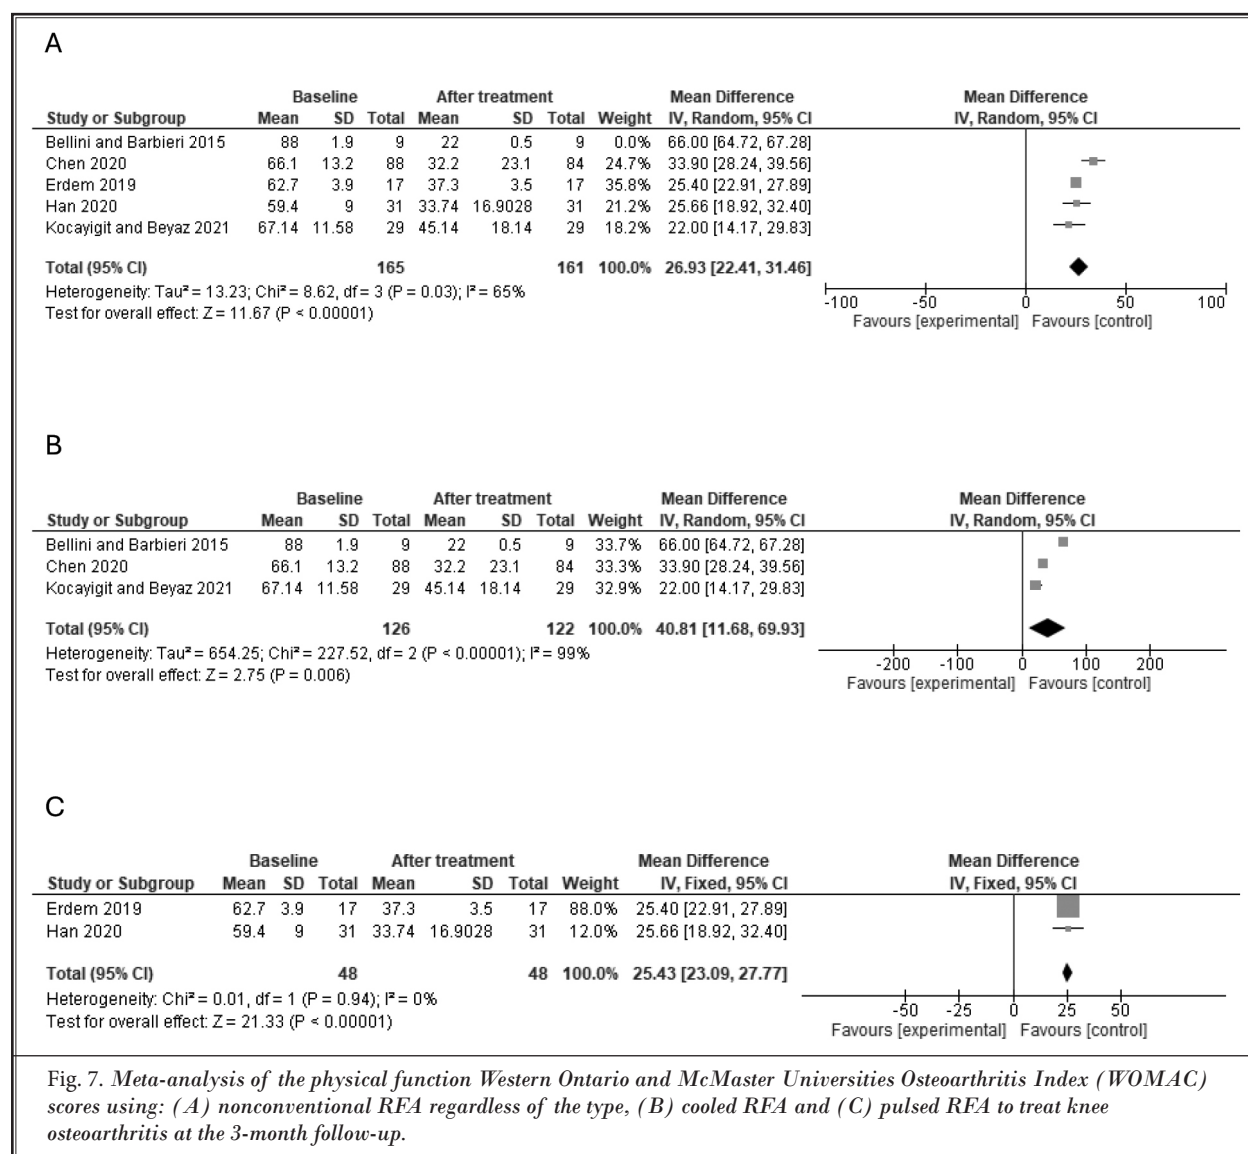 A
Baseline After treatment Mean Difference Mean Difference
Study or Subgroup Mean SD Total Mean SD Total Weight IV, Random, 95% CI IV, Random, 95% CI
Bellini and Barbieri 2015 88 1.9 9 22 0.5 9 0.0% 66.00 [64.72, 67.28]
Chen 2020 66.1 13.2 88 32.2 23.1 84 24.7% 33.90 [28.24, 39.56]
Erdem 2019 62.7 3.9 17 37.3 3.5 17 35.8% 25.40 [22.91, 27.89]
Han 2020 59.4 9 31 33.74 16.9028 31 21.2% 25.66 [18.92, 32.40]
Kocayigit and Beyaz 2021 67.14 11.58 29 45.14 18.14 29 18.2% 22.00 [14.17, 29.83]
Total (95% CI) 165 161 100.0% 26.93 [22.41, 31.46]
Heterogeneity: Tau² = 13.23; Chi² = 8.62, df = 3 (P = 0.03); I² = 65%
Test for overall effect: Z = 11.67 (P < 0.00001)
-100 -50 0 50 100
Favours [experimental] Favours [control]
B
Baseline After treatment Mean Difference Mean Difference
Study or Subgroup Mean SD Total Mean SD Total Weight IV, Random, 95% CI IV, Random, 95% CI
Bellini and Barbieri 2015 88 1.9 9 22 0.5 9 33.7% 66.00 [64.72, 67.28]
Chen 2020 66.1 13.2 88 32.2 23.1 84 33.3% 33.90 [28.24, 39.56]
Kocayigit and Beyaz 2021 67.14 11.58 29 45.14 18.14 29 32.9% 22.00 [14.17, 29.83]
Total (95% CI) 126 122 100.0% 40.81 [11.68, 69.93]
Heterogeneity: Tau² = 654.25; Chi² = 227.52, df = 2 (P < 0.00001); I² = 99%
Test for overall effect: Z = 2.75 (P = 0.006)
-200 -100 0 100 200
Favours [experimental] Favours [control]
C
Baseline After treatment Mean Difference Mean Difference
Study or Subgroup Mean SD Total Mean SD Total Weight IV, Fixed, 95% CI IV, Fixed, 95% CI
Erdem 2019 62.7 3.9 17 37.3 3.5 17 88.0% 25.40 [22.91, 27.89]
Han 2020 59.4 9 31 33.74 16.9028 31 12.0% 25.66 [18.92, 32.40]
Total (95% CI) 48 48 100.0% 25.43 [23.09, 27.77]
Heterogeneity: Chi² = 0.01, df = 1 (P = 0.94); I² = 0%
Test for overall effect: Z = 21.33 (P < 0.00001)
-50 -25 0 25 50
Favours [experimental] Favours [control]
Fig. 7. Meta-analysis of the physical function Western Ontario and McMaster Universities Osteoarthritis Index (WOMAC)
scores using: (A) nonconventional RFA regardless of the type, (B) cooled RFA and (C) pulsed RFA to treat knee
osteoarthritis at the 3-month follow-up.